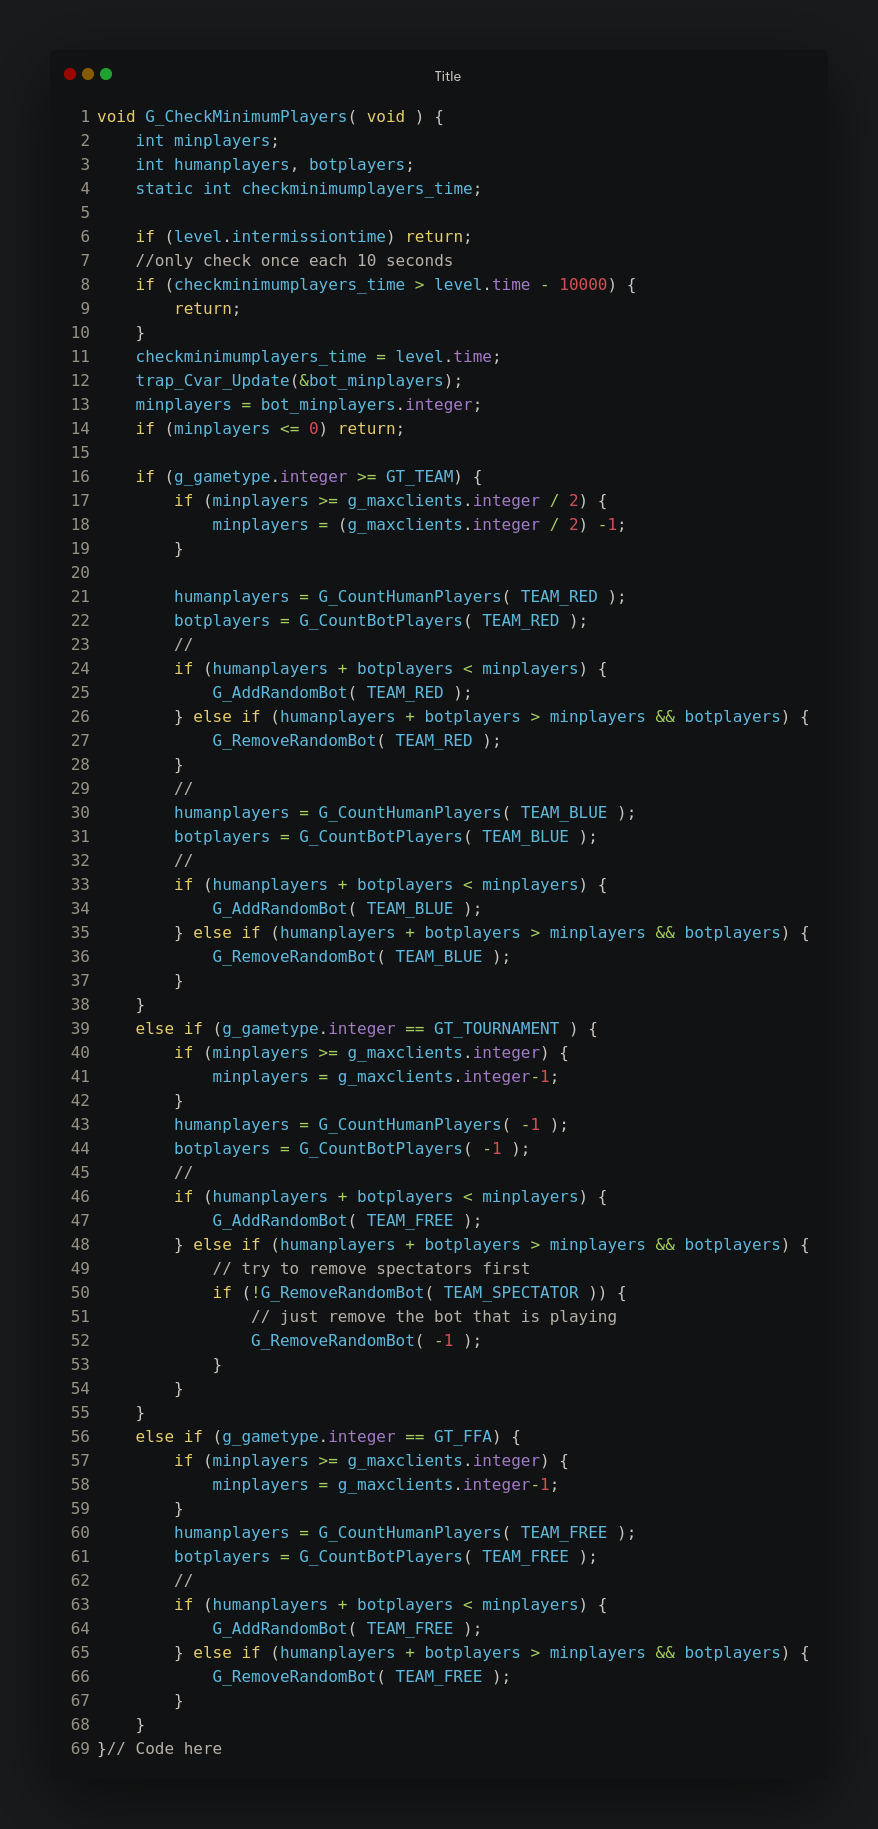 Title
1 void G_CheckMinimumPlayers( void ) {
2     int minplayers;
3     int humanplayers, botplayers;
4     static int checkminimumplayers_time;
5
6     if (level.intermissiontime) return;
7     //only check once each 10 seconds
8     if (checkminimumplayers_time > level.time - 10000) {
9         return;
10     }
11     checkminimumplayers_time = level.time;
12     trap_Cvar_Update(&bot_minplayers);
13     minplayers = bot_minplayers.integer;
14     if (minplayers <= 0) return;
15
16     if (g_gametype.integer >= GT_TEAM) {
17         if (minplayers >= g_maxclients.integer / 2) {
18             minplayers = (g_maxclients.integer / 2) -1;
19         }
20
21         humanplayers = G_CountHumanPlayers( TEAM_RED );
22         botplayers = G_CountBotPlayers( TEAM_RED );
23         //
24         if (humanplayers + botplayers < minplayers) {
25             G_AddRandomBot( TEAM_RED );
26         } else if (humanplayers + botplayers > minplayers && botplayers) {
27             G_RemoveRandomBot( TEAM_RED );
28         }
29         //
30         humanplayers = G_CountHumanPlayers( TEAM_BLUE );
31         botplayers = G_CountBotPlayers( TEAM_BLUE );
32         //
33         if (humanplayers + botplayers < minplayers) {
34             G_AddRandomBot( TEAM_BLUE );
35         } else if (humanplayers + botplayers > minplayers && botplayers) {
36             G_RemoveRandomBot( TEAM_BLUE );
37         }
38     }
39     else if (g_gametype.integer == GT_TOURNAMENT ) {
40         if (minplayers >= g_maxclients.integer) {
41             minplayers = g_maxclients.integer-1;
42         }
43         humanplayers = G_CountHumanPlayers( -1 );
44         botplayers = G_CountBotPlayers( -1 );
45         //
46         if (humanplayers + botplayers < minplayers) {
47             G_AddRandomBot( TEAM_FREE );
48         } else if (humanplayers + botplayers > minplayers && botplayers) {
49             // try to remove spectators first
50             if (!G_RemoveRandomBot( TEAM_SPECTATOR )) {
51                 // just remove the bot that is playing
52                 G_RemoveRandomBot( -1 );
53             }
54         }
55     }
56     else if (g_gametype.integer == GT_FFA) {
57         if (minplayers >= g_maxclients.integer) {
58             minplayers = g_maxclients.integer-1;
59         }
60         humanplayers = G_CountHumanPlayers( TEAM_FREE );
61         botplayers = G_CountBotPlayers( TEAM_FREE );
62         //
63         if (humanplayers + botplayers < minplayers) {
64             G_AddRandomBot( TEAM_FREE );
65         } else if (humanplayers + botplayers > minplayers && botplayers) {
66             G_RemoveRandomBot( TEAM_FREE );
67         }
68     }
69 }// Code here